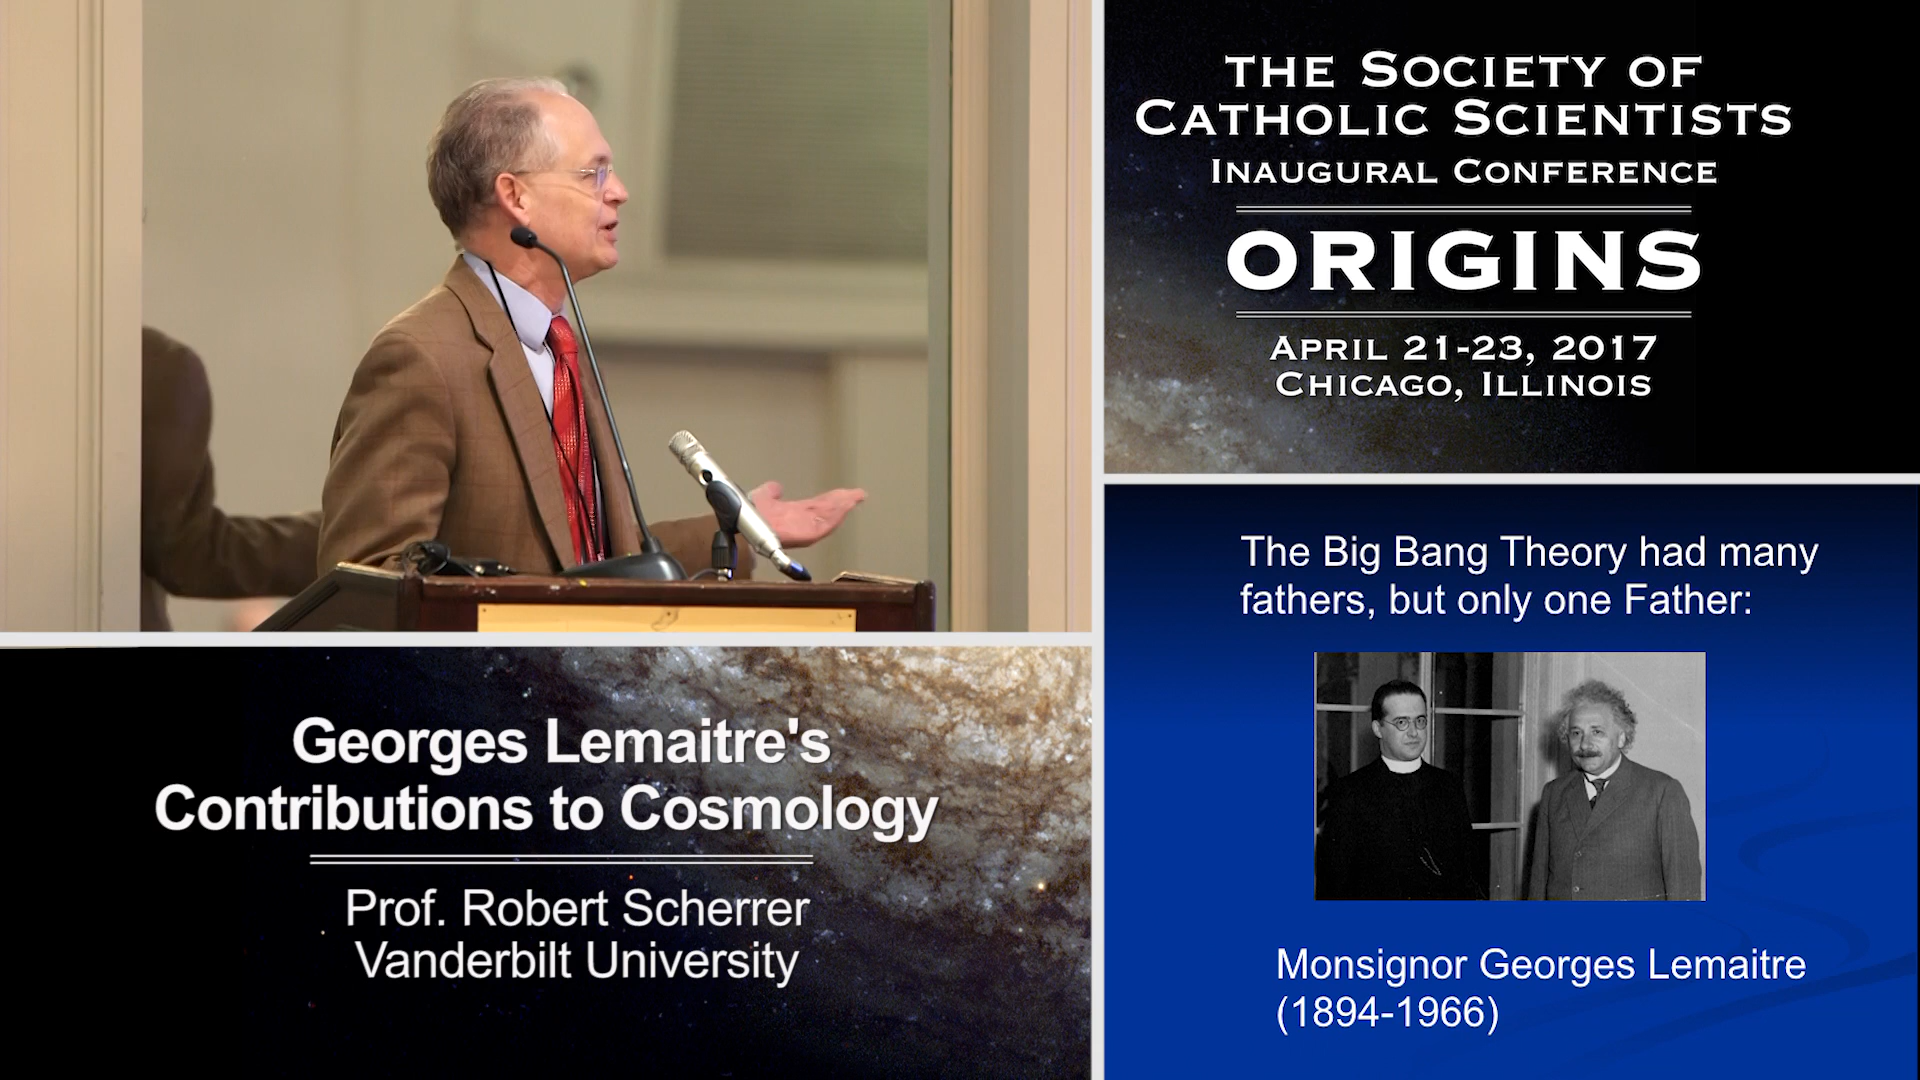 THE SOCIETY OF
CATHOLIC SCIENTISTS
INAUGURAL CONFERENCE
ORIGINS
APRIL 21-23, 2017
CHICAGO, ILLINOIS
Georges Lemaitre's
Contributions to Cosmology
Prof. Robert Scherrer
Vanderbilt University
The Big Bang Theory had many
fathers, but only one Father:
Monsignor Georges Lemaitre
(1894-1966)